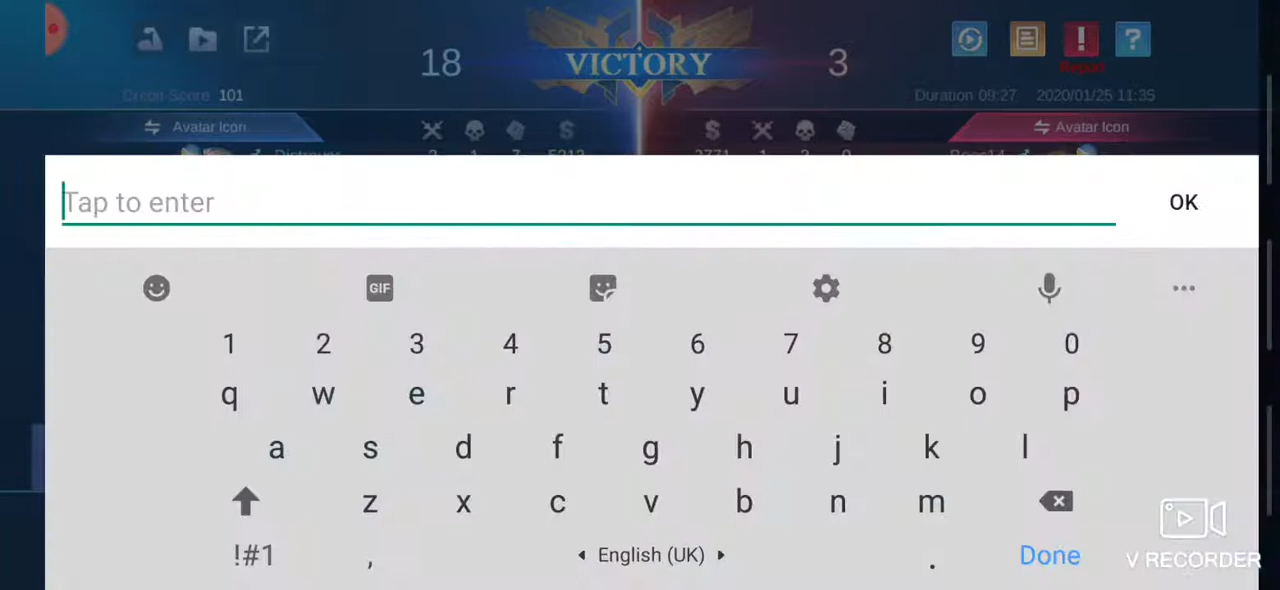 18 VICTORY 3
Report
Credit Score 101 Duration 09:27 2020/01/25 11:35
Avatar Icon Avatar Icon
Tap to enter OK
GIF
1 2 3 4 5 6 7 8 9 0
q w e r t y u i o p
a s d f g h j k l
z x c v b n m
!#1 , English (UK) . Done
V RECORDER